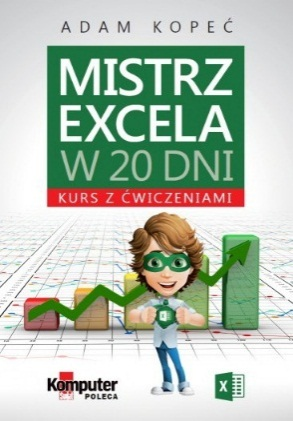 ADAM KOPEĆ
MISTRZ
EXCELA
W 20 DNI
KURS Z ĆWICZENIAMI
Komputer
POLECA